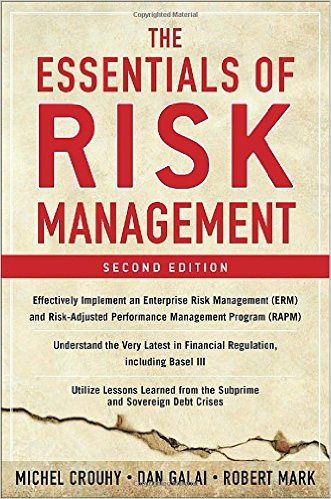 THE
ESSENTIALS OF
RISK
MANAGEMENT
SECOND EDITION
Effectively Implement an Enterprise Risk Management (ERM)
and Risk-Adjusted Performance Management Program (RAPM)
Understand the Very Latest in Financial Regulation,
including Basel III
Utilize Lessons Learned from the Subprime
and Sovereign Debt Crises
MICHEL CROUHY • DAN GALAI • ROBERT MARK